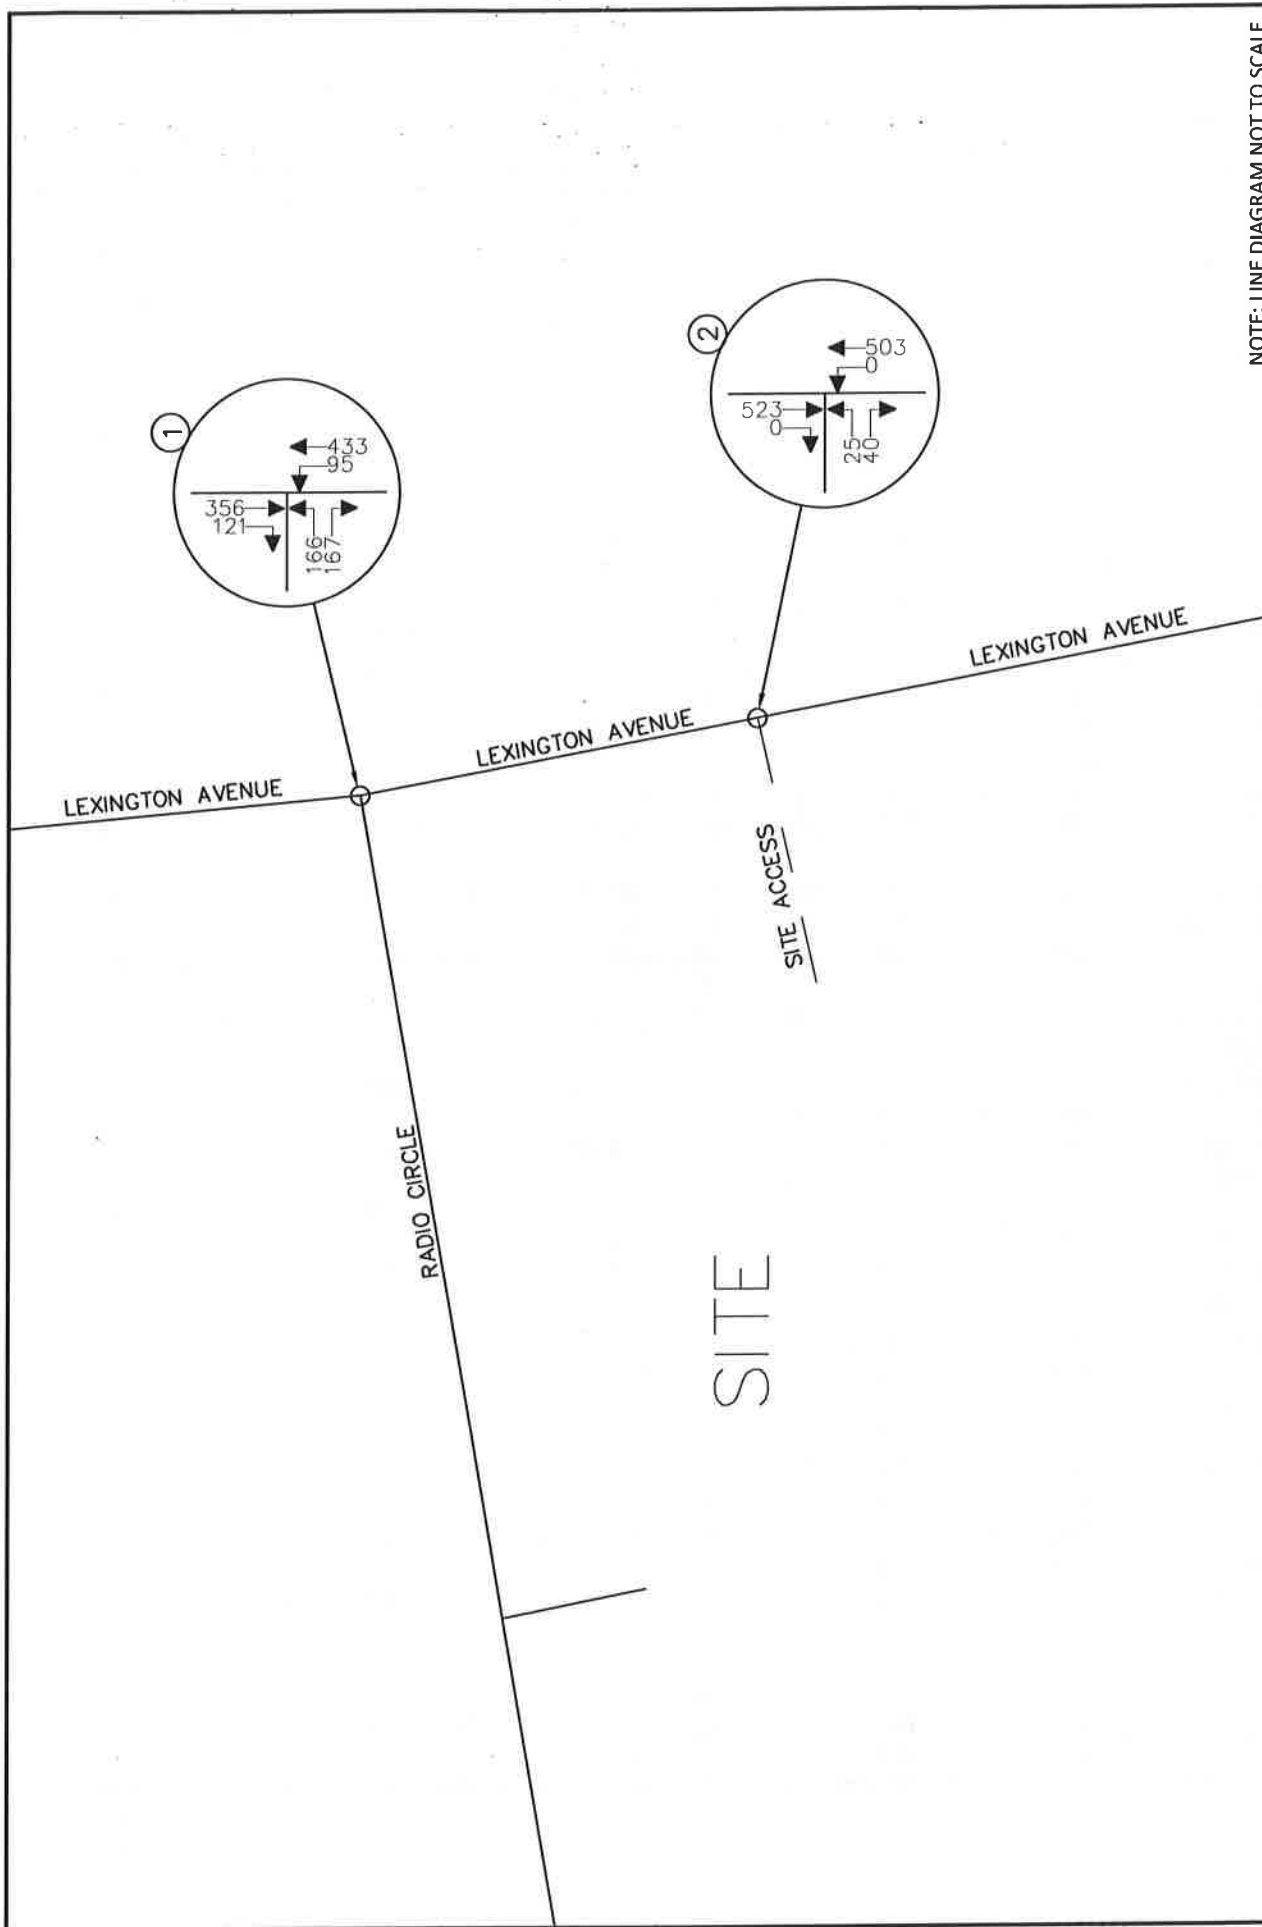 1
433
95
356
121
166
167
2
503
0
523
0
25
40
LEXINGTON AVENUE
LEXINGTON AVENUE
LEXINGTON AVENUE
SITE ACCESS
RADIO CIRCLE
SITE
NOTE: LINE DIAGRAM NOT TO SCALE